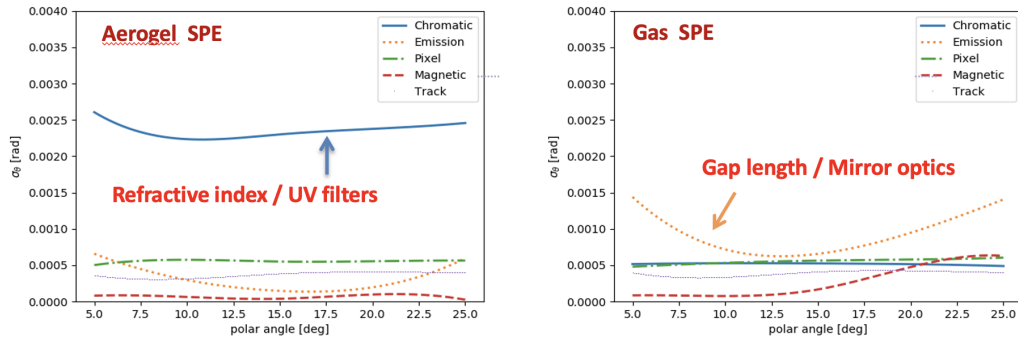 Aerogel SPE
Chromatic
Emission
Pixel
Magnetic
Track
Refractive index / UV filters
0.0040
0.0035
0.0030
0.0025
0.0020
0.0015
0.0010
0.0005
0.0000
σθ [rad]
5.0 7.5 10.0 12.5 15.0 17.5 20.0 22.5 25.0
polar angle [deg]
Gas SPE
Chromatic
Emission
Pixel
Magnetic
Track
Gap length / Mirror optics
0.0040
0.0035
0.0030
0.0025
0.0020
0.0015
0.0010
0.0005
0.0000
σθ [rad]
5.0 7.5 10.0 12.5 15.0 17.5 20.0 22.5 25.0
polar angle [deg]